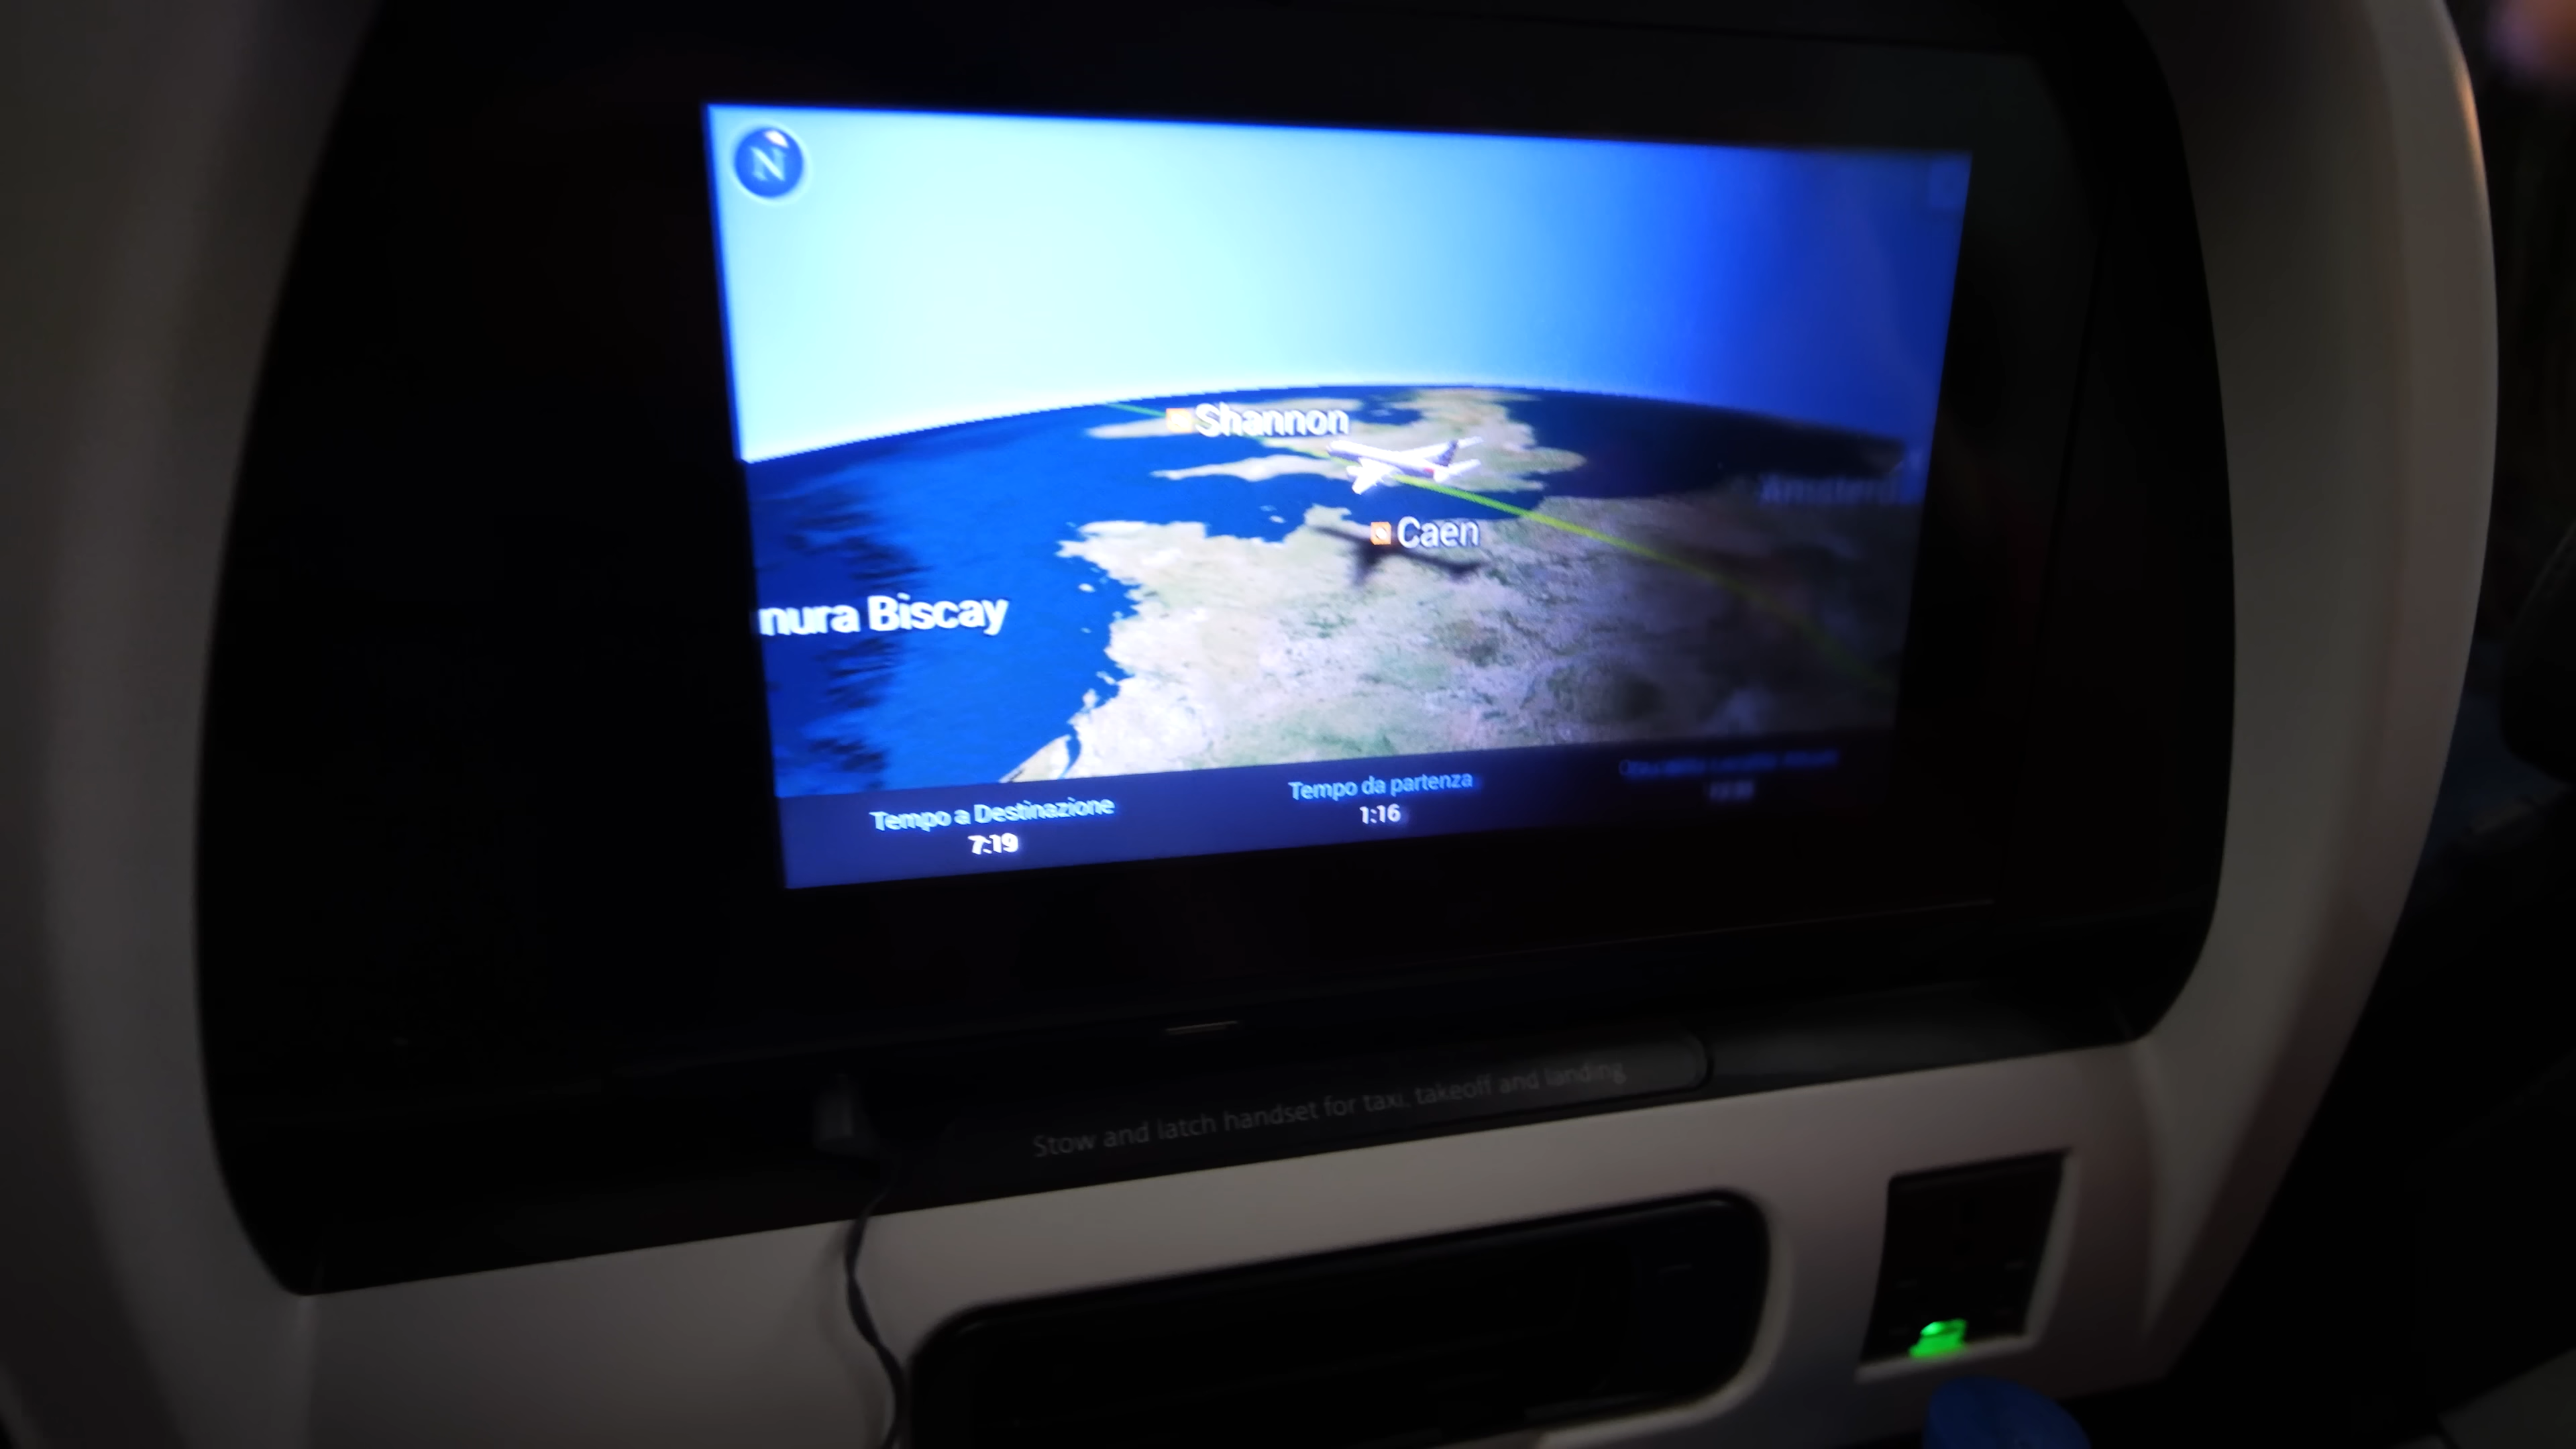 N
Shannon
Caen
nura Biscay
Tempo a Destinazione
7:19
Tempo da partenza
1:16
Stow and latch handset for taxi, takeoff and landing